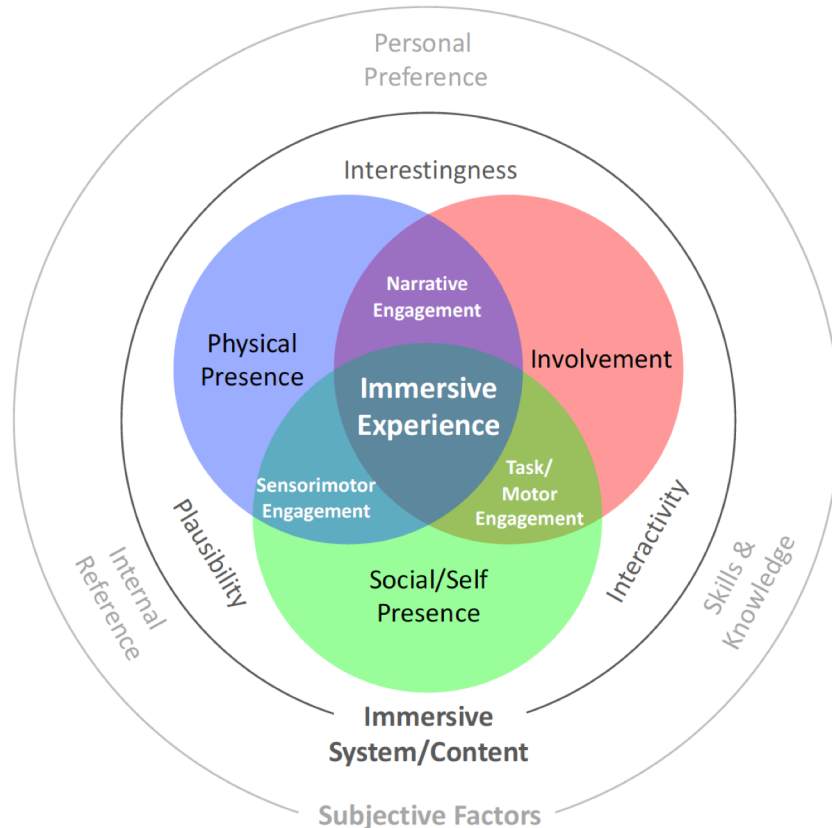 Personal
Preference
Interestingness
Narrative
Engagement
Physical
Presence
Involvement
Immersive
Experience
Sensorimotor
Engagement
Task/
Motor
Engagement
Plausibility
Interactivity
Internal
Reference
Skills &
Knowledge
Social/Self
Presence
Immersive
System/Content
Subjective Factors